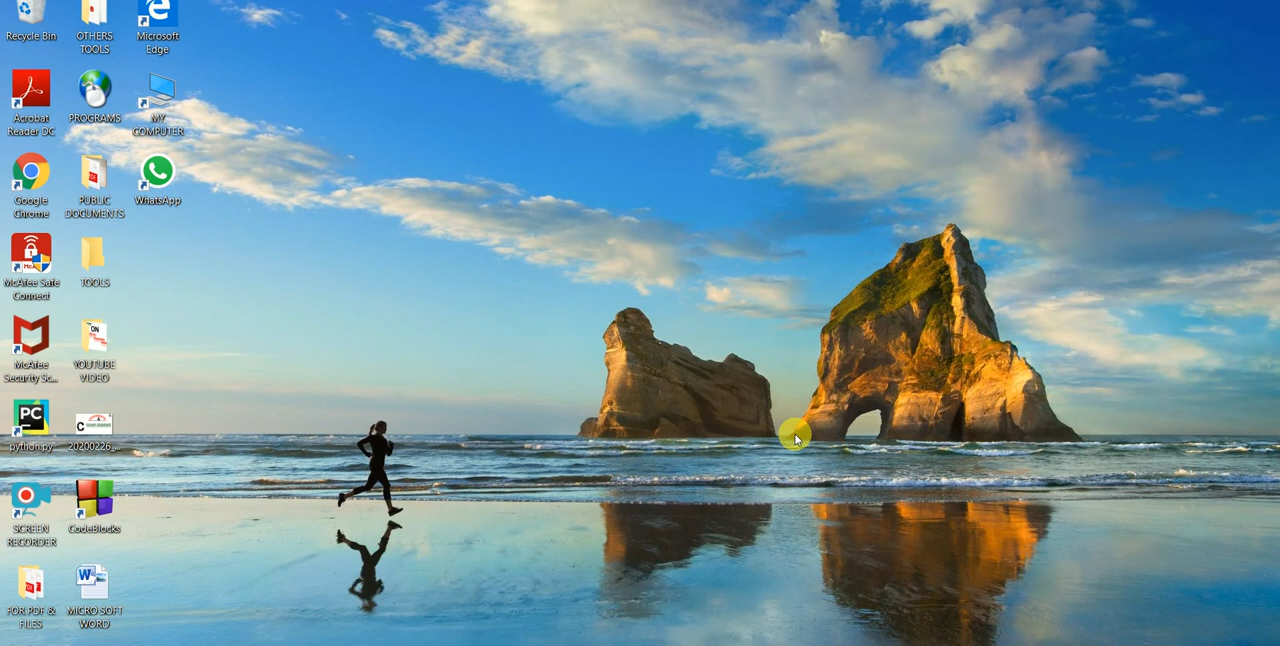 Recycle Bin
OTHERS
TOOLS
Microsoft
Edge
Acrobat
Reader DC
PROGRAMS
MY
COMPUTER
Google
Chrome
PUBLIC
DOCUMENTS
WhatsApp
McAfee Safe
Connect
TOOLS
McAfee
Security Sc...
ON
YOUTUBE
VIDEO
PC
python.py
C
20200226_...
SCREEN
RECORDER
CodeBlocks
FOR PDF &
FILES
W
MICRO SOFT
WORD